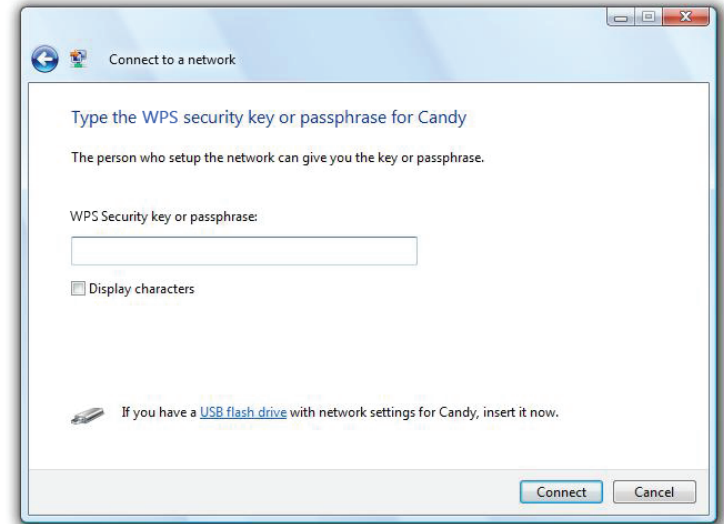 Connect to a network
Type the WPS security key or passphrase for Candy
The person who setup the network can give you the key or passphrase.
WPS Security key or passphrase:
Display characters
If you have a USB flash drive with network settings for Candy, insert it now.
Connect Cancel